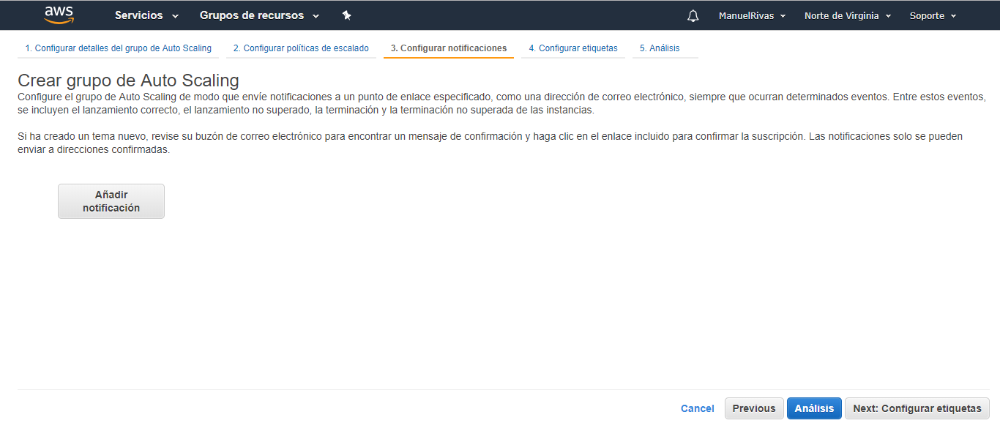 aws Servicios Grupos de recursos ManuelRivas Norte de Virginia Soporte
1. Configurar detalles del grupo de Auto Scaling 2. Configurar políticas de escalado 3. Configurar notificaciones 4. Configurar etiquetas 5. Análisis
Crear grupo de Auto Scaling
Configure el grupo de Auto Scaling de modo que envíe notificaciones a un punto de enlace especificado, como una dirección de correo electrónico, siempre que ocurran determinados eventos. Entre estos eventos,
se incluyen el lanzamiento correcto, el lanzamiento no superado, la terminación y la terminación no superada de las instancias.
Si ha creado un tema nuevo, revise su buzón de correo electrónico para encontrar un mensaje de confirmación y haga clic en el enlace incluido para confirmar la suscripción. Las notificaciones solo se pueden
enviar a direcciones confirmadas.
Añadir
notificación
Cancel Previous Análisis Next: Configurar etiquetas